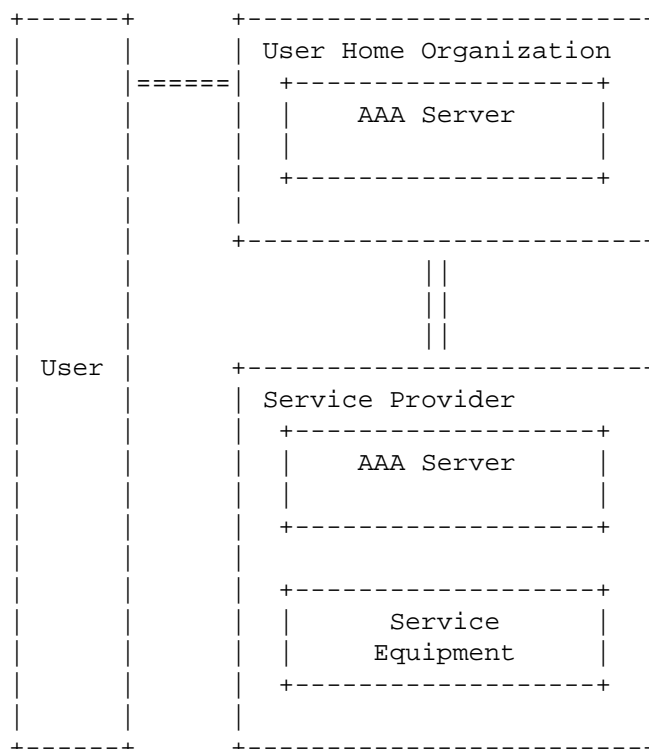 User Home Organization
AAA Server
User
Service Provider
AAA Server
Service
Equipment